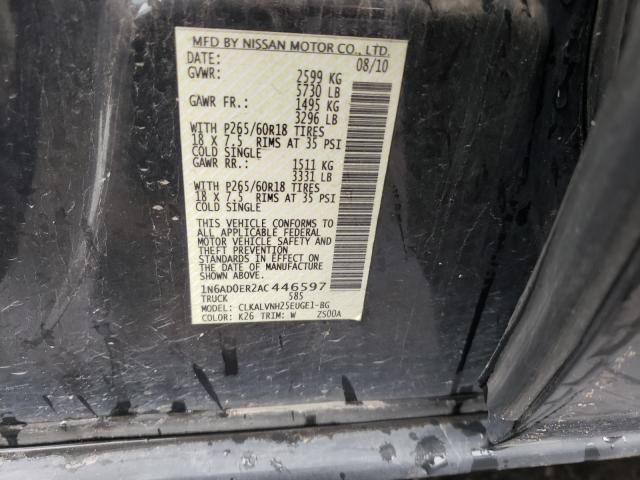 MFD BY NISSAN MOTOR CO., LTD.
DATE: 08/10
GVWR: 2599 KG
5730 LB
GAWR FR.: 1495 KG
3296 LB
WITH P265/60R18 TIRES
18 X 7.5 RIMS AT 35 PSI
COLD SINGLE
GAWR RR.: 1511 KG
3331 LB
WITH P265/60R18 TIRES
18 X 7.5 RIMS AT 35 PSI
COLD SINGLE
THIS VEHICLE CONFORMS TO
ALL APPLICABLE FEDERAL
MOTOR VEHICLE SAFETY AND
THEFT PREVENTION
STANDARDS IN EFFECT ON
THE DATE OF MANUFACTURE
SHOWN ABOVE.
1N6AD0ER2AC446597
TRUCK 585
MODEL: CLKALVNH25EUGEI-BG
COLOR: K26 TRIM: W ZS00A